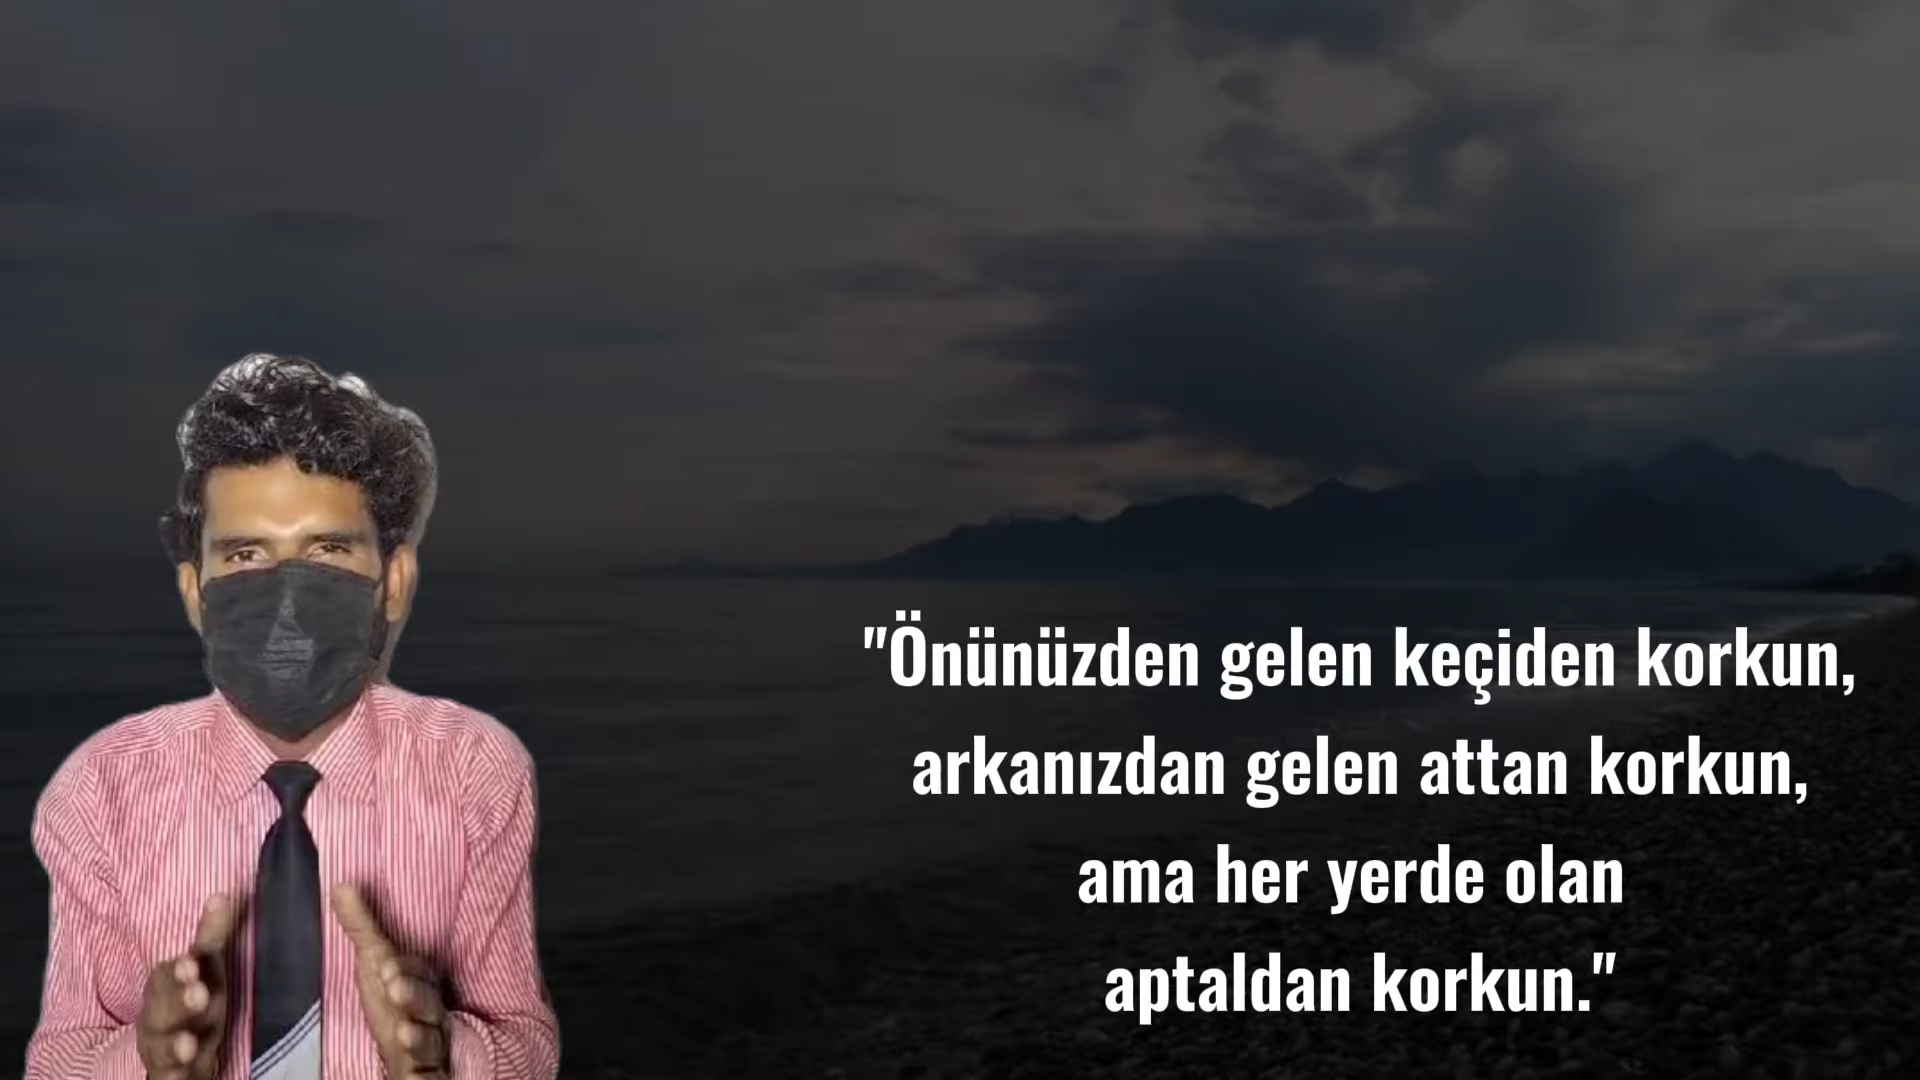 "Önünüzden gelen keçiden korkun,
arkanızdan gelen attan korkun,
ama her yerde olan
aptaldan korkun."